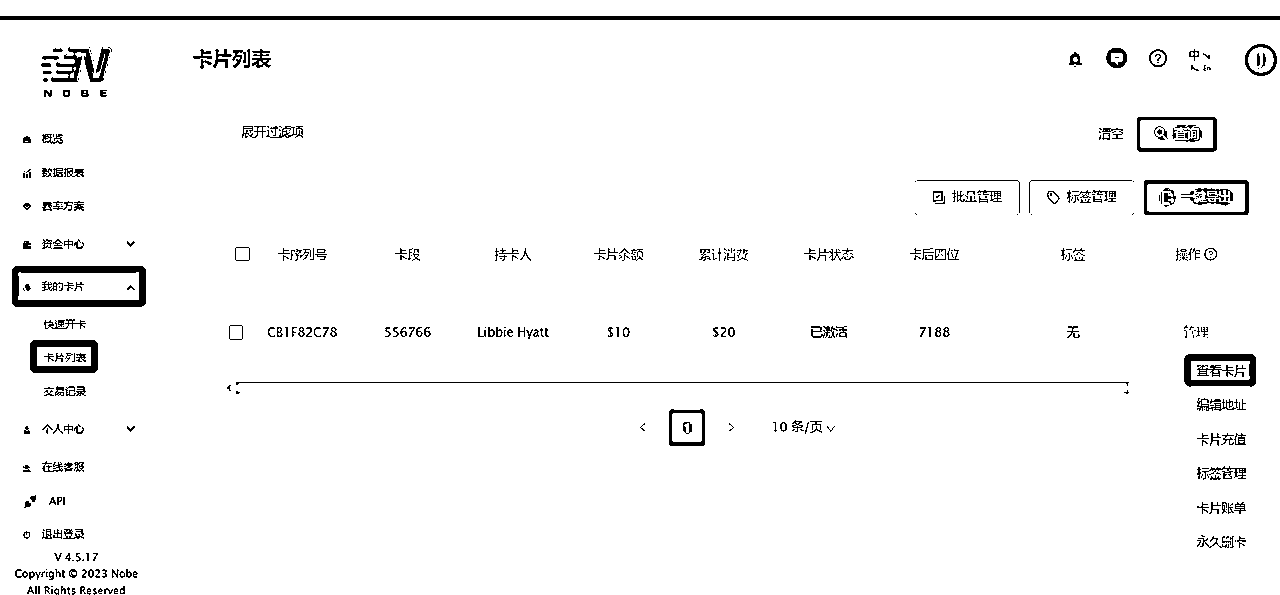 NOBE
卡片列表
概览
数据报表
费率方案
资金中心
我的卡片
快速开卡
卡片列表
交易记录
个人中心
在线客服
API
退出登录
V 4.5.17
Copyright © 2023 Nobe
All Rights Reserved
展开过滤项
清空 查询
批量管理 标签管理 一键导出
卡序列号 卡段 持卡人 卡片余额 累计消费 卡片状态 卡后四位 标签 操作
CB1F82C78 556766 Libbie Hyatt $10 $20 已激活 7188 无 管理
查看卡片
编辑地址
卡片充值
标签管理
卡片账单
永久删卡
10 条/页